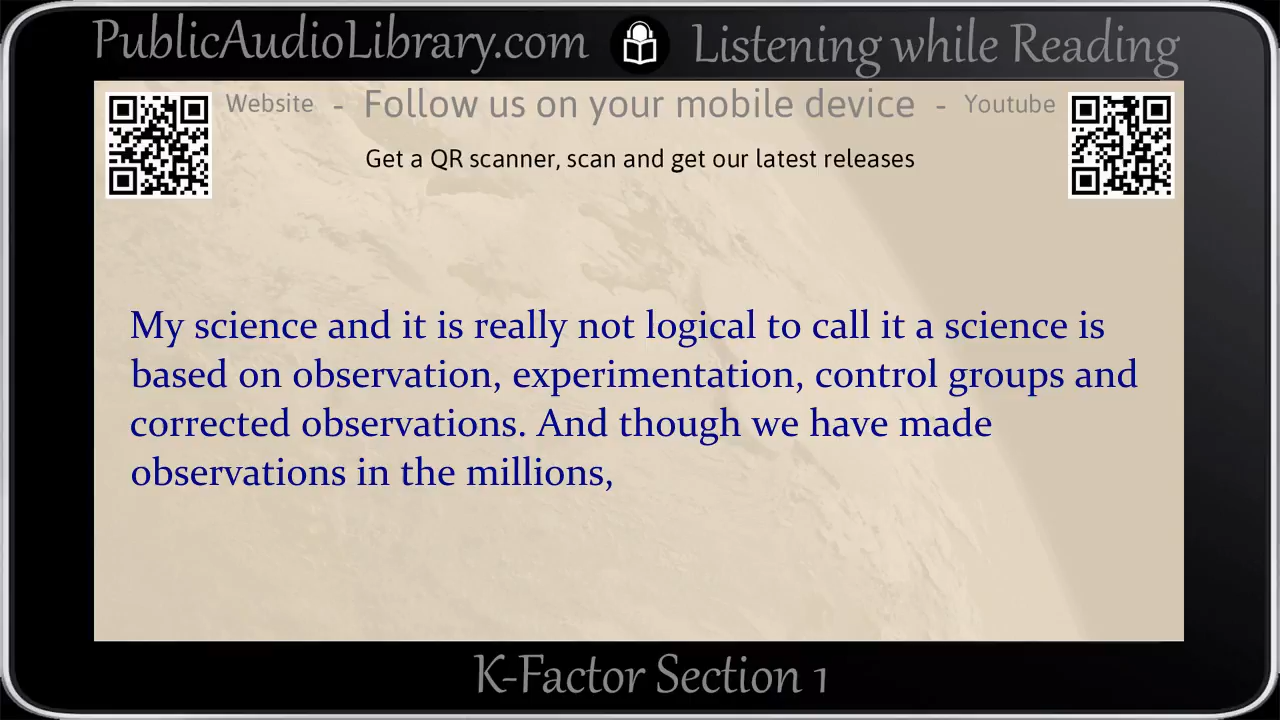 PublicAudioLibrary.com Listening while Reading
Website - Follow us on your mobile device - Youtube
Get a QR scanner, scan and get our latest releases
My science and it is really not logical to call it a science is
based on observation, experimentation, control groups and
corrected observations. And though we have made
observations in the millions,
K-Factor Section 1